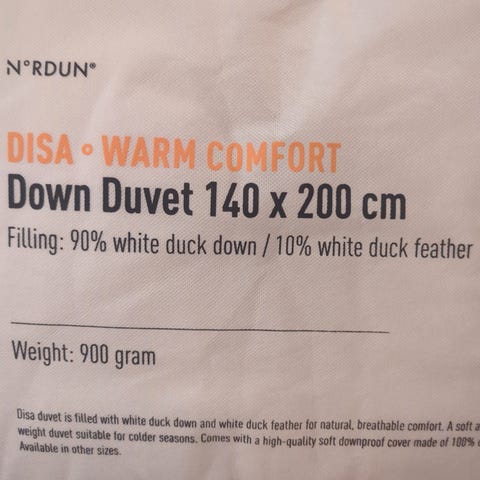 N°RDUN®
DISA • WARM COMFORT
Down Duvet 140 x 200 cm
Filling: 90% white duck down / 10% white duck feather
Weight: 900 gram
Disa duvet is filled with white duck down and white duck feather for natural, breathable comfort. A soft
weight duvet suitable for colder seasons. Comes with a high-quality soft downproof cover made of 100%
Available in other sizes.